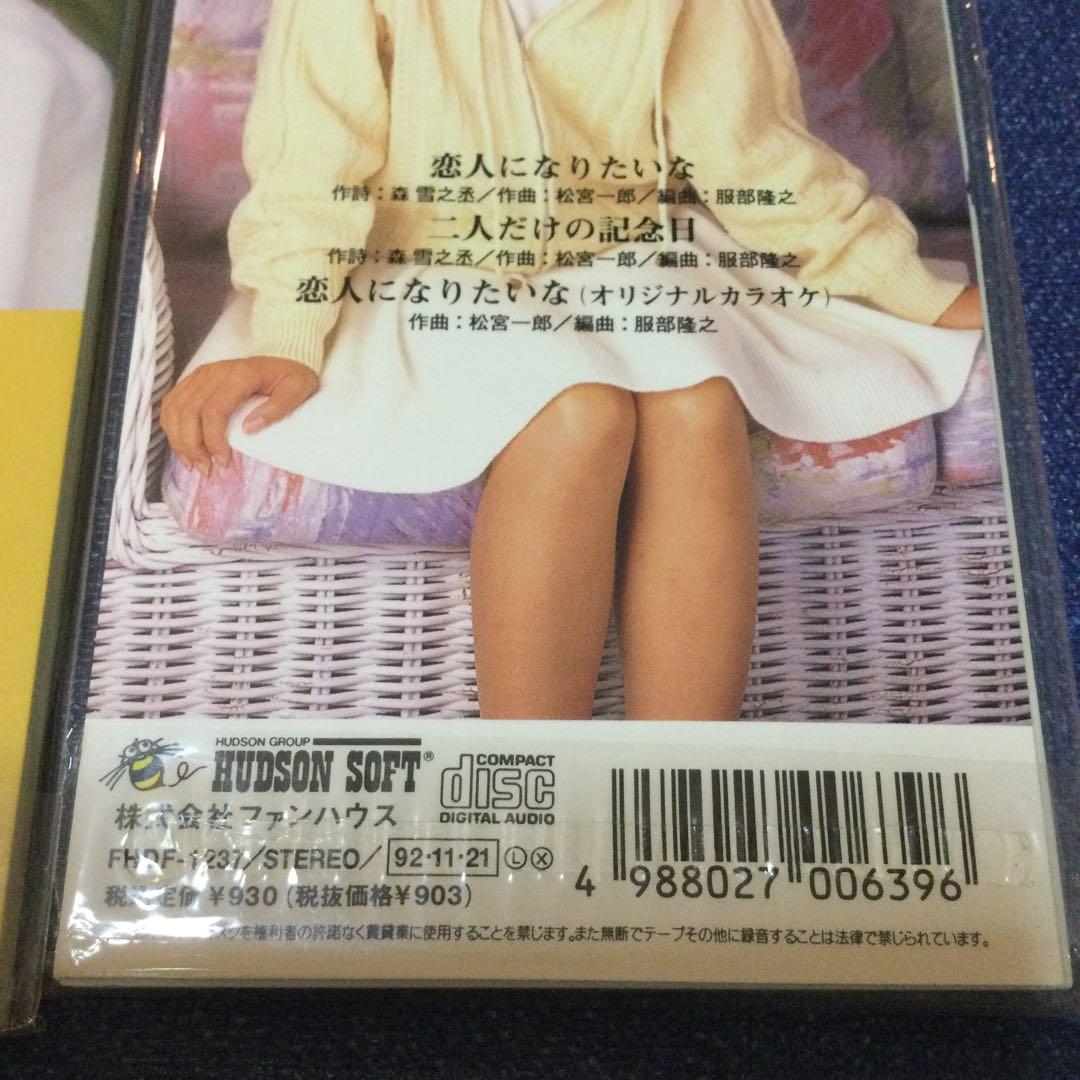 恋人になりたいな
作詩：森 雪之丞／作曲：松宮一郎／編曲：服部隆之
二人だけの記念日
作詩：森 雪之丞／作曲：松宮一郎／編曲：服部隆之
恋人になりたいな（オリジナルカラオケ）
作曲：松宮一郎／編曲：服部隆之
HUDSON GROUP
HUDSON SOFT®
COMPACT
disc
DIGITAL AUDIO
株式会社ファンハウス
FHDF-1237／STEREO／ 92·11·21 Ⓛ Ⓧ
税込定価 ¥930 (税抜価格¥903)
4 988027 006396
スクを権利者の許諾なく賃貸業に使用することを禁じます。また無断でテープその他に録音することは法律で禁じられています。